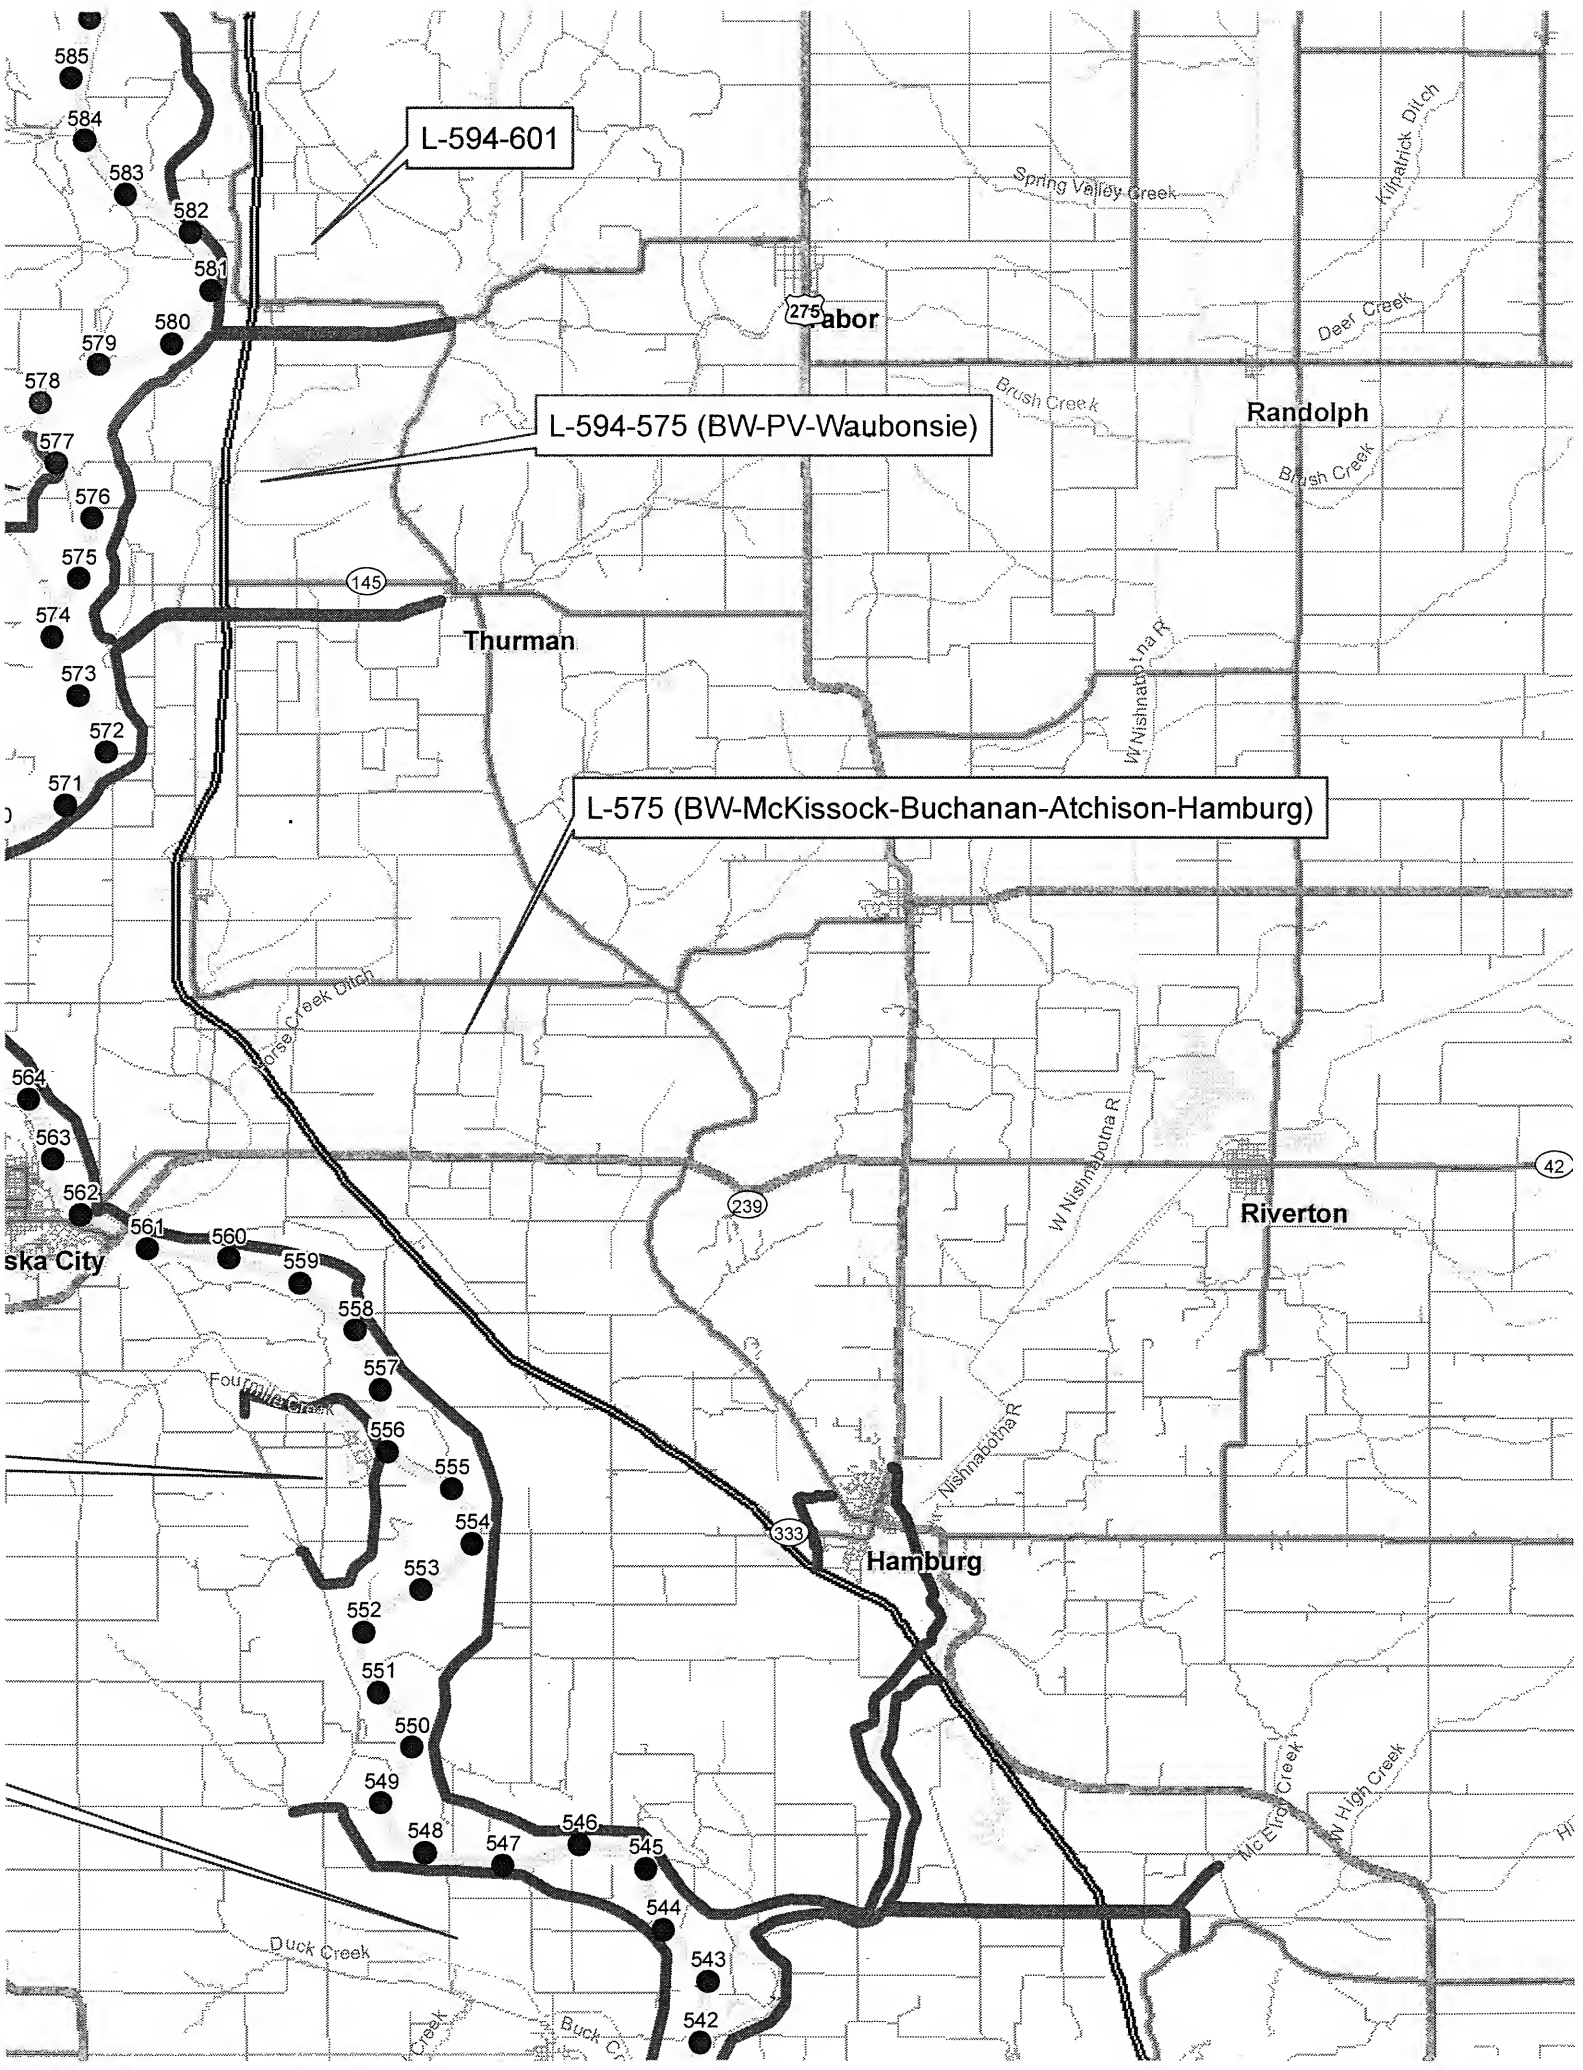 585
584
L-594-601
583
582
Spring Valley Creek
Kilpatrick Ditch
581
580
275
abor
Deer Creek
579
578
Brush Creek
Randolph
L-594-575 (BW-PV-Waubonsie)
577
Brush Creek
576
575
145
574
Thurman
W Nishnabotna R
573
572
571
L-575 (BW-McKissock-Buchanan-Atchison-Hamburg)
orse Creek Ditch
564
563
W Nishnabotna R
42
562
239
Riverton
561
560
ska City
559
558
557
Fourmile Creek
556
Nishnabotna R
555
554
333
Hamburg
553
552
551
550
549
McElroy Creek
W High Creek
546
548
547
545
544
Duck Creek
543
542
Creek
Buck